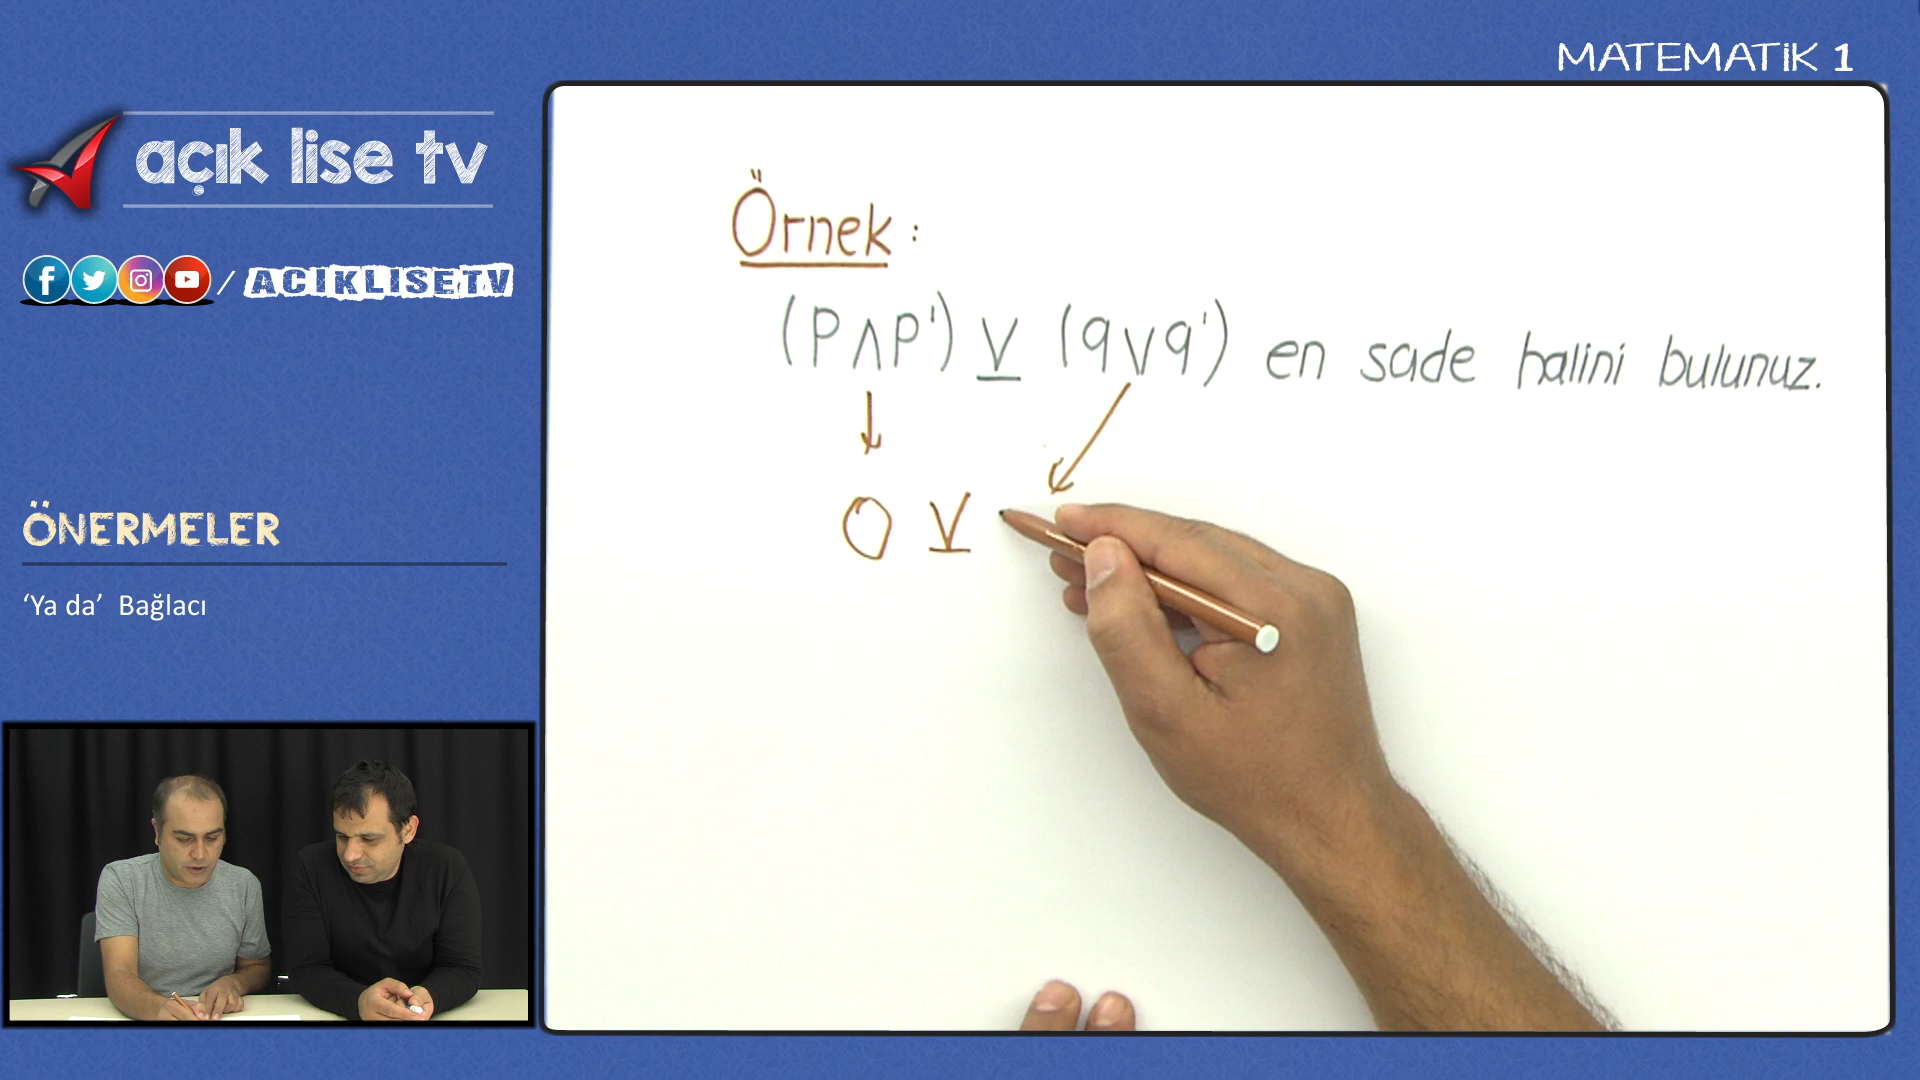 MATEMATİK 1
açık lise tv
/ ACIKLISETV
ÖNERMELER
‘Ya da’ Bağlacı
Örnek :
(p ∧ p') ⊻ (q ∨ q') en sade halini bulunuz.
0 ⊻